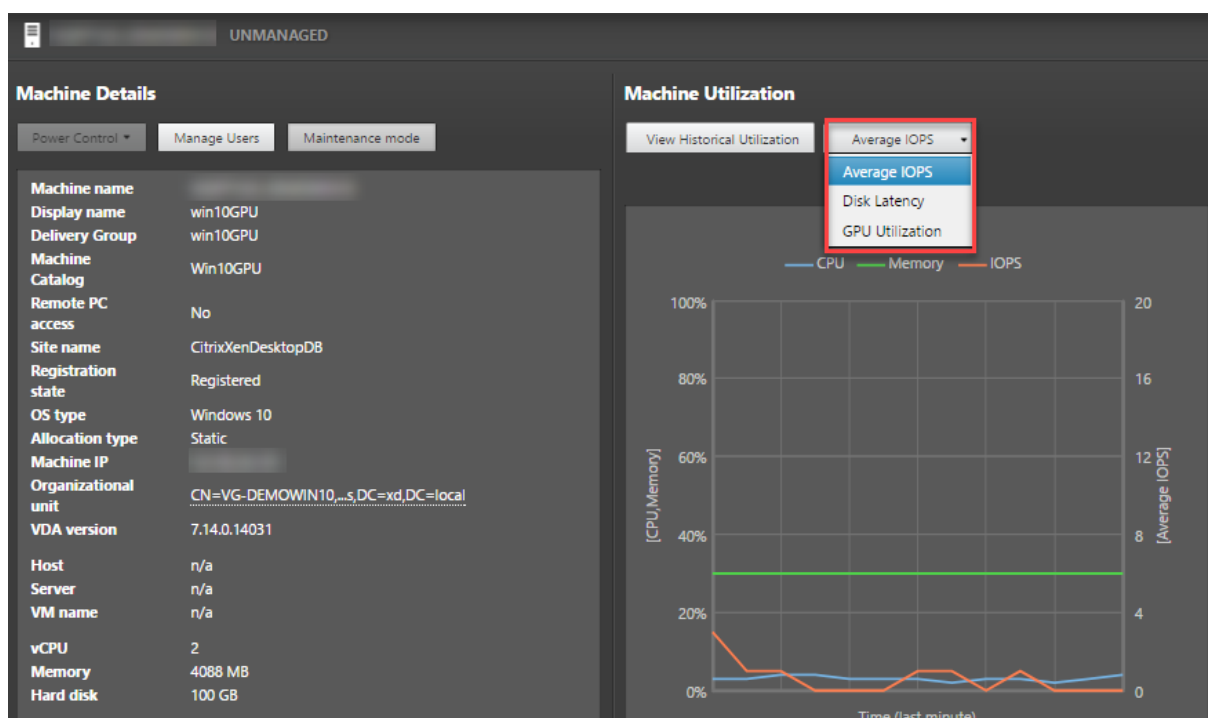 UNMANAGED
Machine Details
Power Control
Manage Users
Maintenance mode
Machine name
Display name win10GPU
Delivery Group win10GPU
Machine
Catalog
Win10GPU
Remote PC
access
No
Site name CitrixXenDesktopDB
Registration
state
Registered
OS type Windows 10
Allocation type Static
Machine IP
Organizational
unit
CN=VG-DEMOWIN10,...s,DC=xd,DC=local
VDA version 7.14.0.14031
Host n/a
Server n/a
VM name n/a
vCPU 2
Memory 4088 MB
Hard disk 100 GB
Machine Utilization
View Historical Utilization
Average IOPS
Average IOPS
Disk Latency
GPU Utilization
CPU Memory IOPS
100% 20
80% 16
60% 12
40% 8
20% 4
0% 0
[CPU,Memory]
[Average IOPS]
Time (last minute)